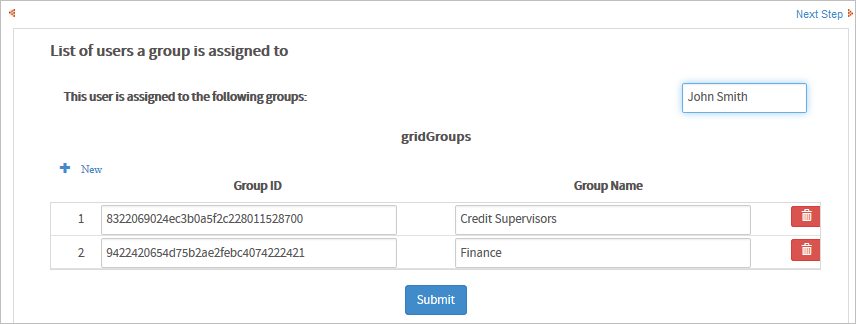 Next Step
List of users a group is assigned to
This user is assigned to the following groups: John Smith
gridGroups
New
Group ID Group Name
1 8322069024ec3b0a5f2c228011528700 Credit Supervisors
2 9422420654d75b2ae2febc4074222421 Finance
Submit